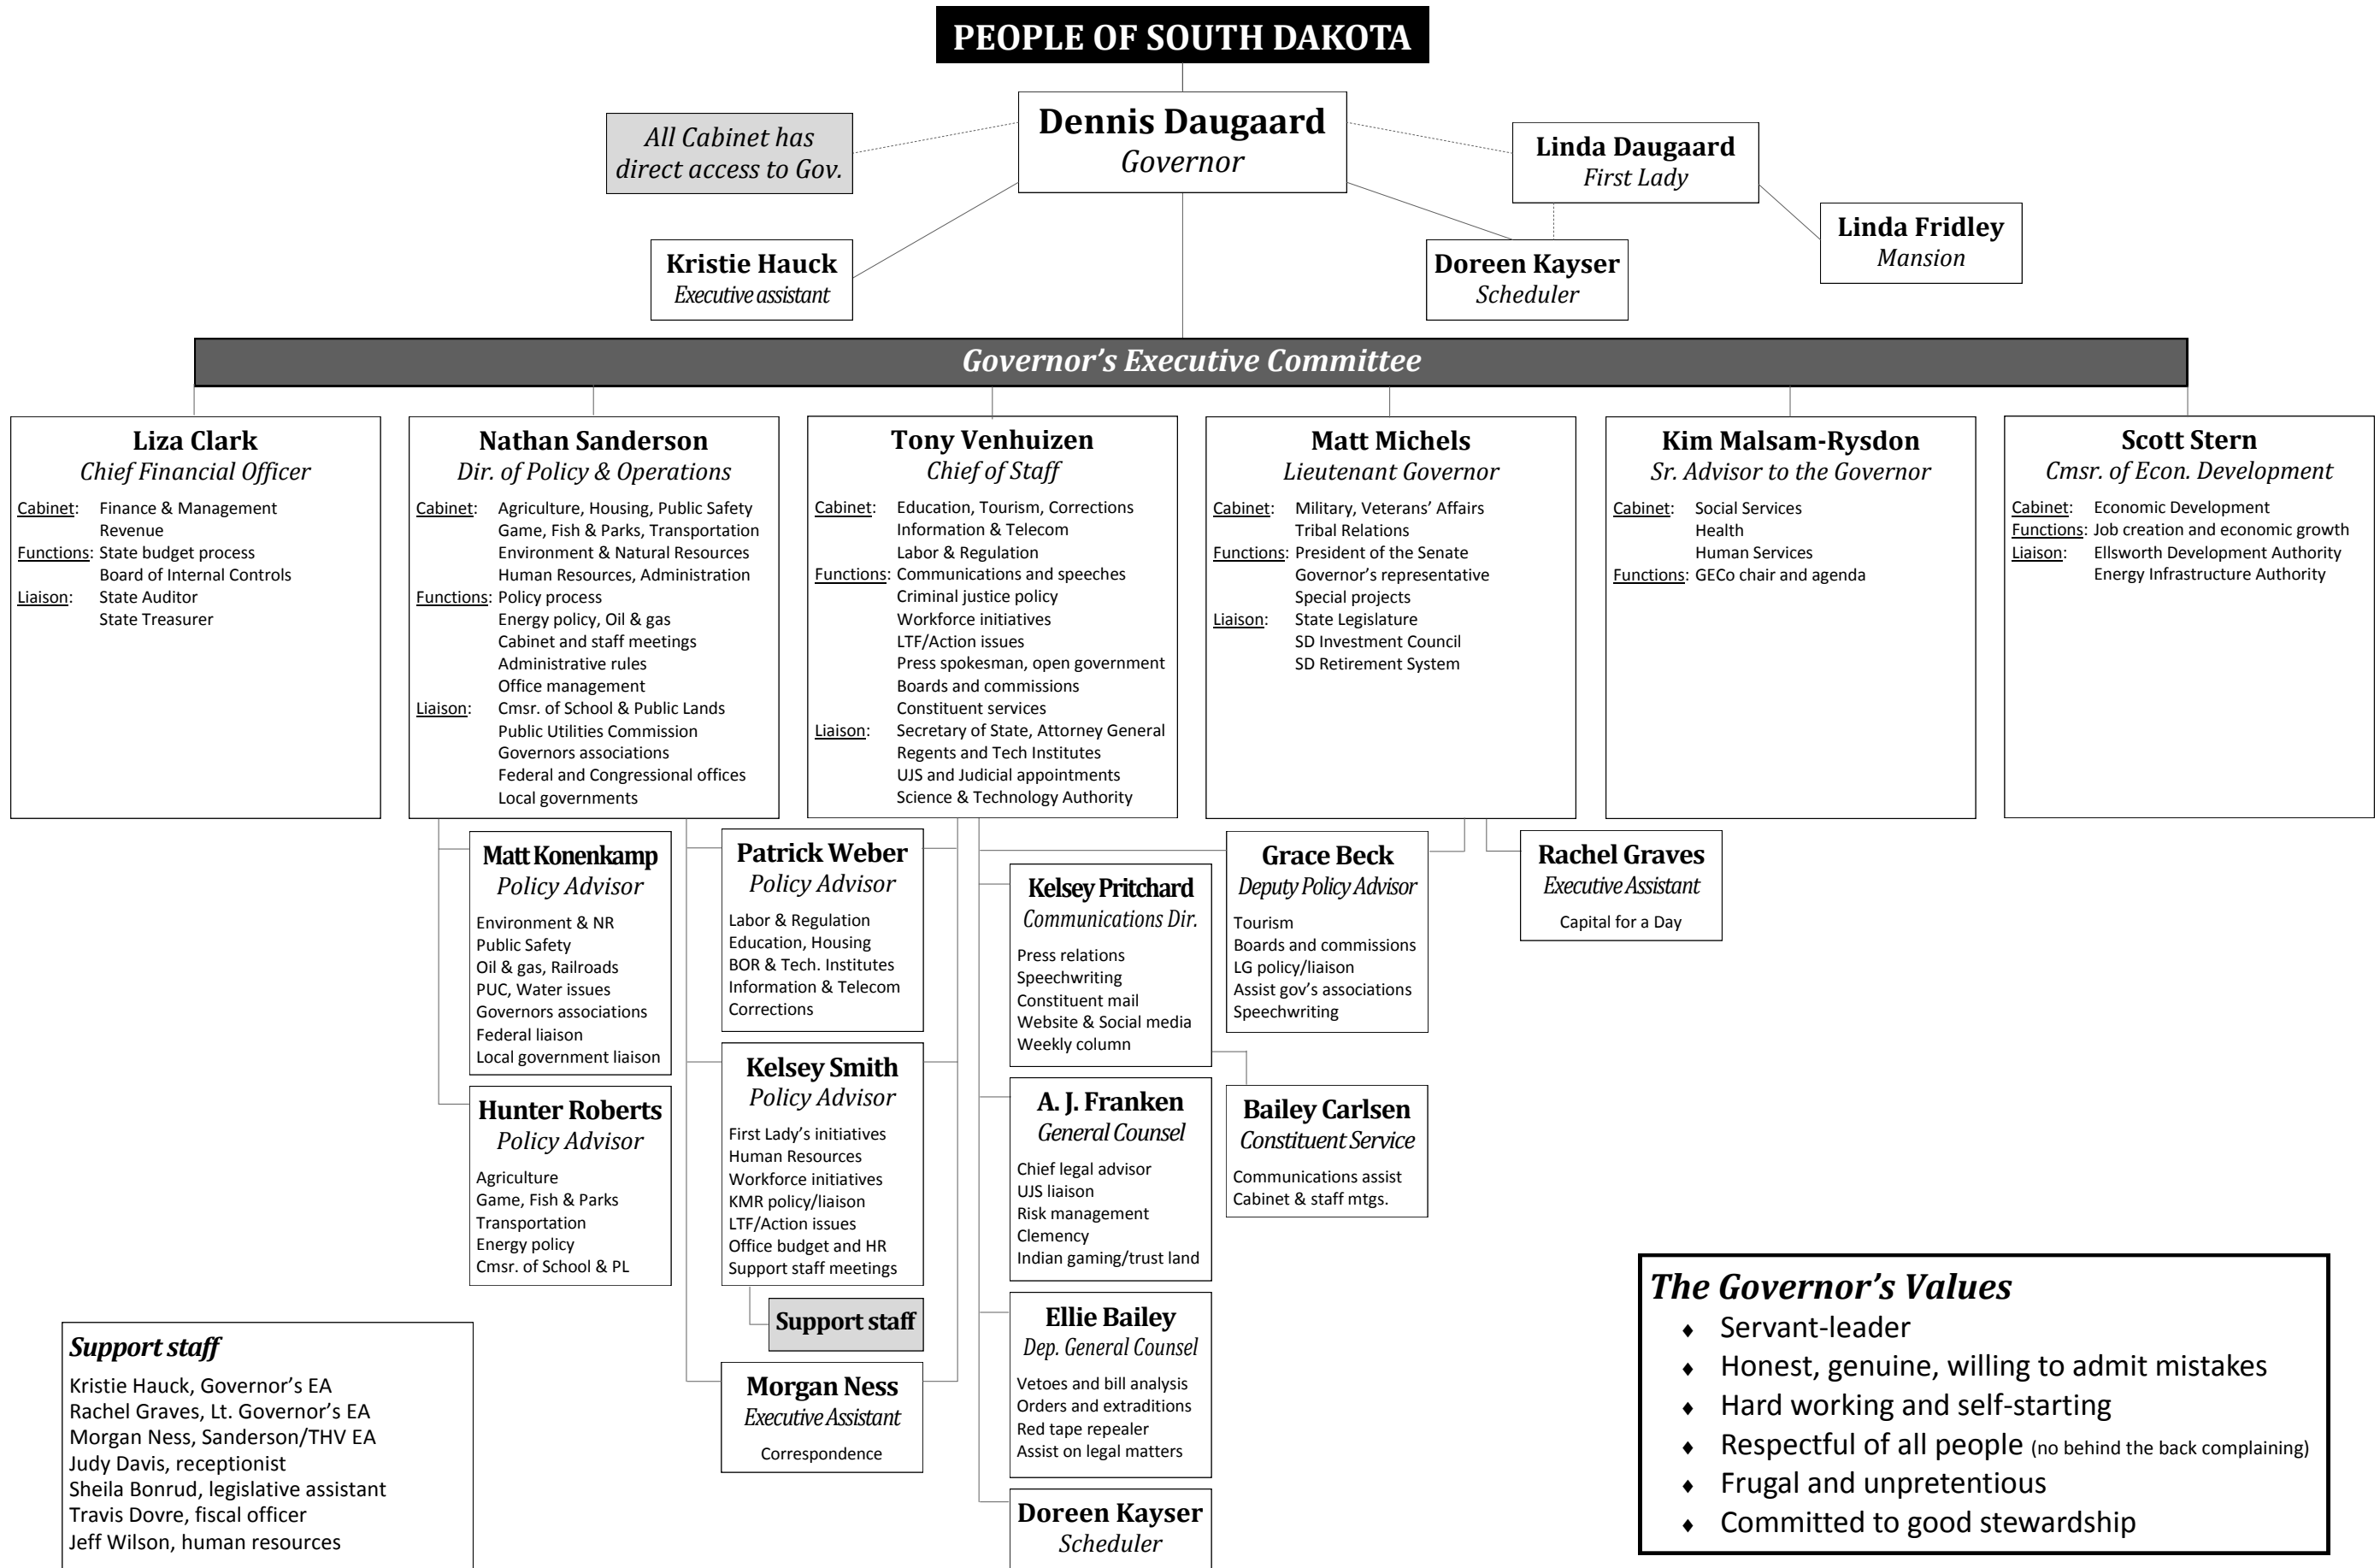 PEOPLE OF SOUTH DAKOTA
Dennis Daugaard
Governor
All Cabinet has
direct access to Gov.
Linda Daugaard
First Lady
Linda Fridley
Mansion
Kristie Hauck
Executive assistant
Doreen Kayser
Scheduler
Governor's Executive Committee
Liza Clark
Chief Financial Officer
Cabinet: Finance & Management
Revenue
Functions: State budget process
Board of Internal Controls
Liaison: State Auditor
State Treasurer
Nathan Sanderson
Dir. of Policy & Operations
Cabinet: Agriculture, Housing, Public Safety
Game, Fish & Parks, Transportation
Environment & Natural Resources
Human Resources, Administration
Functions: Policy process
Energy policy, Oil & gas
Cabinet and staff meetings
Administrative rules
Office management
Liaison: Cmsr. of School & Public Lands
Public Utilities Commission
Governors associations
Federal and Congressional offices
Local governments
Tony Venhuizen
Chief of Staff
Cabinet: Education, Tourism, Corrections
Information & Telecom
Labor & Regulation
Functions: Communications and speeches
Criminal justice policy
Workforce initiatives
LTF/Action issues
Press spokesman, open government
Boards and commissions
Constituent services
Liaison: Secretary of State, Attorney General
Regents and Tech Institutes
UJS and Judicial appointments
Science & Technology Authority
Matt Michels
Lieutenant Governor
Cabinet: Military, Veterans' Affairs
Tribal Relations
Functions: President of the Senate
Governor's representative
Special projects
Liaison: State Legislature
SD Investment Council
SD Retirement System
Kim Malsam-Rysdon
Sr. Advisor to the Governor
Cabinet: Social Services
Health
Human Services
Functions: GECo chair and agenda
Scott Stern
Cmsr. of Econ. Development
Cabinet: Economic Development
Functions: Job creation and economic growth
Liaison: Ellsworth Development Authority
Energy Infrastructure Authority
Matt Konenkamp
Policy Advisor
Environment & NR
Public Safety
Oil & gas, Railroads
PUC, Water issues
Governors associations
Federal liaison
Local government liaison
Hunter Roberts
Policy Advisor
Agriculture
Game, Fish & Parks
Transportation
Energy policy
Cmsr. of School & PL
Patrick Weber
Policy Advisor
Labor & Regulation
Education, Housing
BOR & Tech. Institutes
Information & Telecom
Corrections
Kelsey Smith
Policy Advisor
First Lady's initiatives
Human Resources
Workforce initiatives
KMR policy/liaison
LTF/Action issues
Office budget and HR
Support staff meetings
Support staff
Morgan Ness
Executive Assistant
Correspondence
Kelsey Pritchard
Communications Dir.
Press relations
Speechwriting
Constituent mail
Website & Social media
Weekly column
A. J. Franken
General Counsel
Chief legal advisor
UJS liaison
Risk management
Clemency
Indian gaming/trust land
Ellie Bailey
Dep. General Counsel
Vetoes and bill analysis
Orders and extraditions
Red tape repealer
Assist on legal matters
Doreen Kayser
Scheduler
Grace Beck
Deputy Policy Advisor
Tourism
Boards and commissions
LG policy/liaison
Assist gov's associations
Speechwriting
Bailey Carlsen
Constituent Service
Communications assist
Cabinet & staff mtgs.
Rachel Graves
Executive Assistant
Capital for a Day
Support staff
Kristie Hauck, Governor's EA
Rachel Graves, Lt. Governor's EA
Morgan Ness, Sanderson/THV EA
Judy Davis, receptionist
Sheila Bonrud, legislative assistant
Travis Dovre, fiscal officer
Jeff Wilson, human resources
The Governor's Values
♦ Servant-leader
♦ Honest, genuine, willing to admit mistakes
♦ Hard working and self-starting
♦ Respectful of all people (no behind the back complaining)
♦ Frugal and unpretentious
♦ Committed to good stewardship